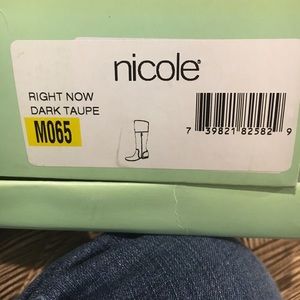 nicole®
RIGHT NOW
DARK TAUPE
M065
7 39821 82582 9